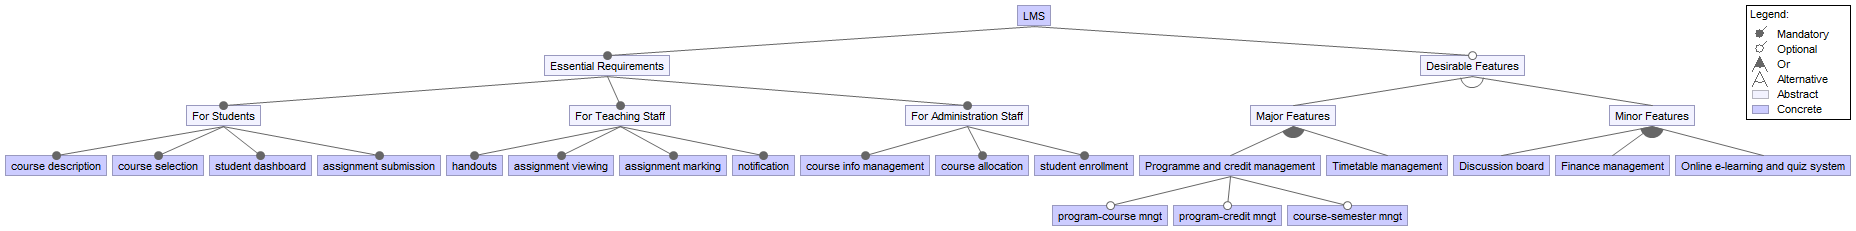 LMS
Legend:
Mandatory
Optional
Or
Alternative
Abstract
Concrete
Essential Requirements
Desirable Features
For Students
For Teaching Staff
For Administration Staff
Major Features
Minor Features
course description
course selection
student dashboard
assignment submission
handouts
assignment viewing
assignment marking
notification
course info management
course allocation
student enrollment
Programme and credit management
Timetable management
Discussion board
Finance management
Online e-learning and quiz system
program-course mngt
program-credit mngt
course-semester mngt